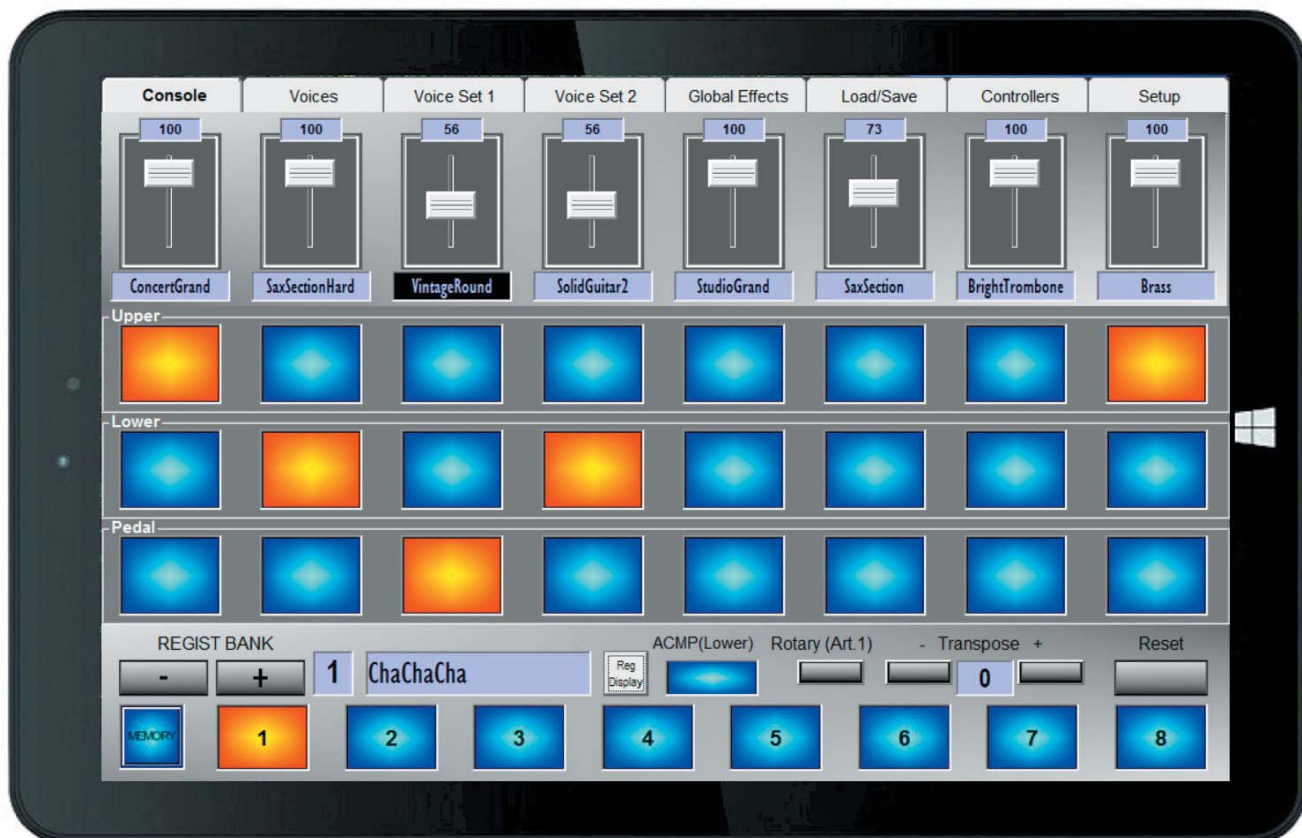 Console Voices Voice Set 1 Voice Set 2 Global Effects Load/Save Controllers Setup
100 100 56 56 100 73 100 100
ConcertGrand SaxSectionHard VintageRound SolidGuitar2 StudioGrand SaxSection BrightTrombone Brass
Upper
Lower
Pedal
REGIST BANK ACMP(Lower) Rotary (Art.1) - Transpose + Reset
- + 1 ChaChaCha Reg Display 0
MEMORY 1 2 3 4 5 6 7 8